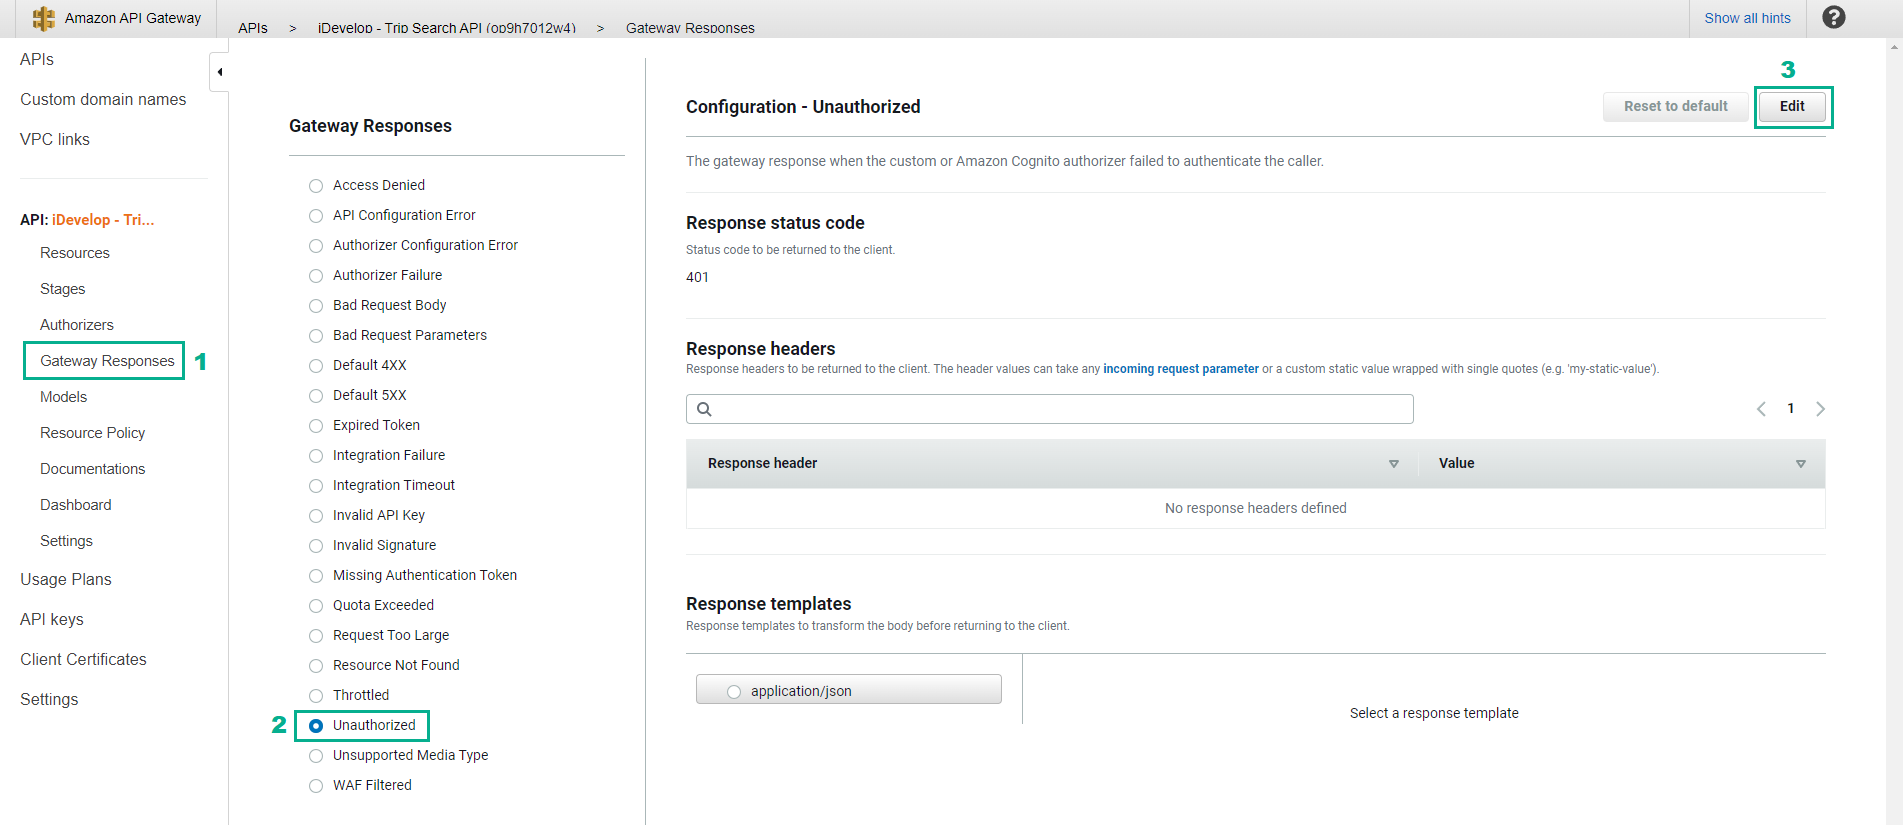 Amazon API Gateway
APIs > iDevelop - Trip Search API (op9h7012w4) > Gateway Responses
Show all hints
?
APIs
Custom domain names
VPC links
API: iDevelop - Tri...
Resources
Stages
Authorizers
Gateway Responses
1
Models
Resource Policy
Documentations
Dashboard
Settings
Usage Plans
API keys
Client Certificates
Settings
Gateway Responses
Access Denied
API Configuration Error
Authorizer Configuration Error
Authorizer Failure
Bad Request Body
Bad Request Parameters
Default 4XX
Default 5XX
Expired Token
Integration Failure
Integration Timeout
Invalid API Key
Invalid Signature
Missing Authentication Token
Quota Exceeded
Request Too Large
Resource Not Found
Throttled
2
Unauthorized
Unsupported Media Type
WAF Filtered
3
Configuration - Unauthorized
Reset to default
Edit
The gateway response when the custom or Amazon Cognito authorizer failed to authenticate the caller.
Response status code
Status code to be returned to the client.
401
Response headers
Response headers to be returned to the client. The header values can take any incoming request parameter or a custom static value wrapped with single quotes (e.g. 'my-static-value').
1
Response header
Value
No response headers defined
Response templates
Response templates to transform the body before returning to the client.
application/json
Select a response template